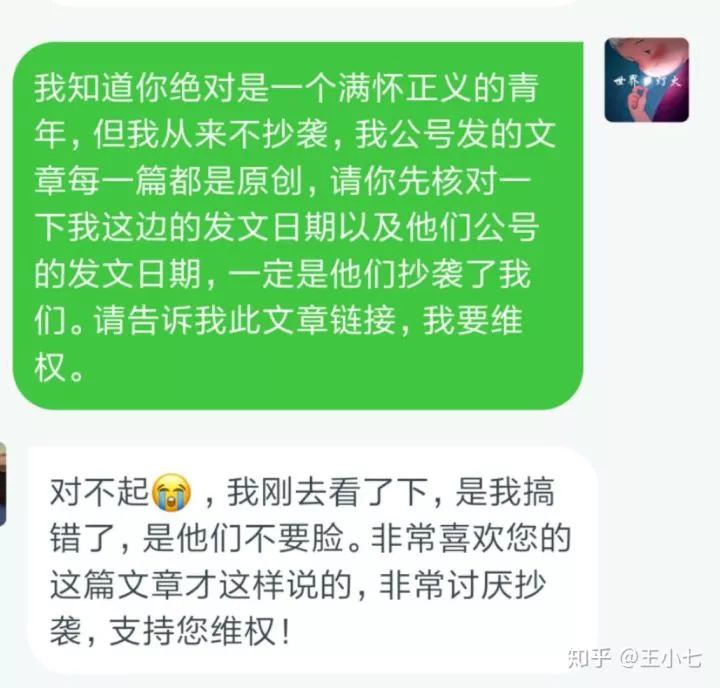 我知道你绝对是一个满怀正义的青
年，但我从来不抄袭，我公号发的文
章每一篇都是原创，请你先核对一
下我这边的发文日期以及他们公号
的发文日期，一定是他们抄袭了我
们。请告诉我此文章链接，我要维
权。
世界 灯火
对不起😭，我刚去看了下，是我搞
错了，是他们不要脸。非常喜欢您的
这篇文章才这样说的，非常讨厌抄
袭，支持您维权！
知乎 @王小七